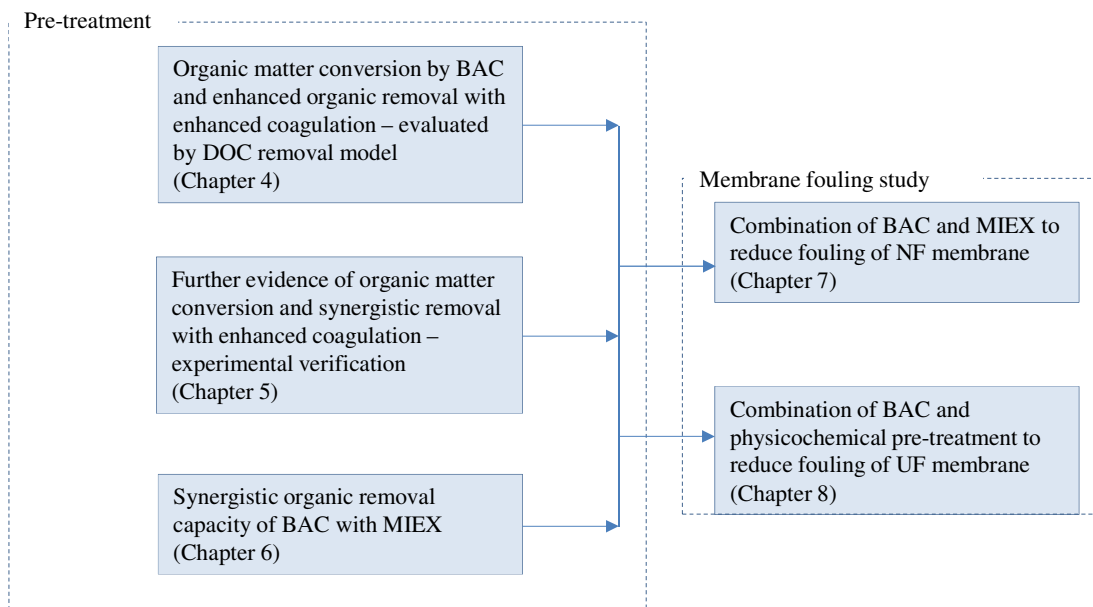 Pre-treatment
Organic matter conversion by BAC
and enhanced organic removal with
enhanced coagulation – evaluated
by DOC removal model
(Chapter 4)
Further evidence of organic matter
conversion and synergistic removal
with enhanced coagulation –
experimental verification
(Chapter 5)
Synergistic organic removal
capacity of BAC with MIEX
(Chapter 6)
Membrane fouling study
Combination of BAC and MIEX to
reduce fouling of NF membrane
(Chapter 7)
Combination of BAC and
physicochemical pre-treatment to
reduce fouling of UF membrane
(Chapter 8)